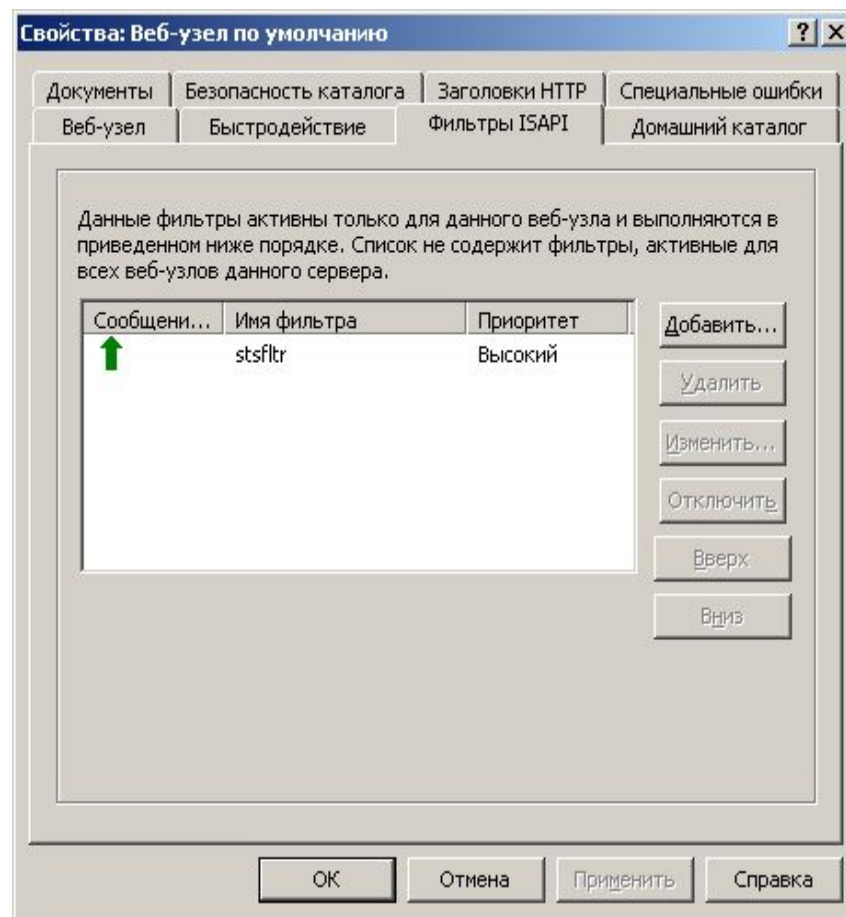 Свойства: Веб-узел по умолчанию
Документы Безопасность каталога Заголовки HTTP Специальные ошибки
Веб-узел Быстродействие Фильтры ISAPI Домашний каталог
Данные фильтры активны только для данного веб-узла и выполняются в
приведенном ниже порядке. Список не содержит фильтры, активные для
всех веб-узлов данного сервера.
Сообщени... Имя фильтра Приоритет
stsfltr Высокий
Добавить...
Удалить
Изменить...
Отключить
Вверх
Вниз
ОК Отмена Применить Справка